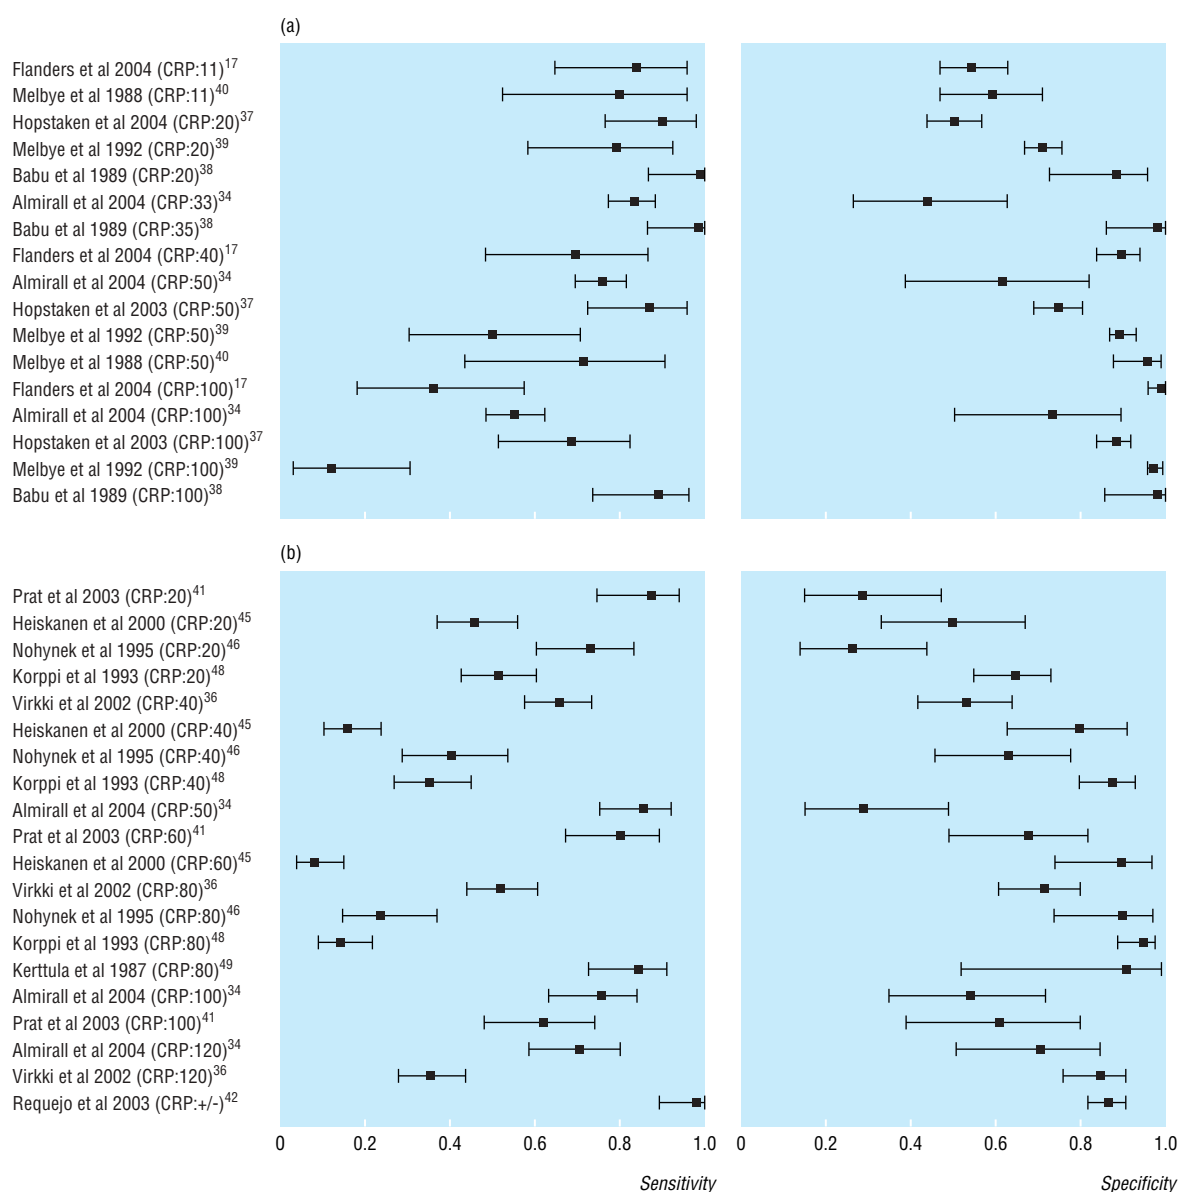 (a)
Flanders et al 2004 (CRP:11)17
Melbye et al 1988 (CRP:11)40
Hopstaken et al 2004 (CRP:20)37
Melbye et al 1992 (CRP:20)39
Babu et al 1989 (CRP:20)38
Almirall et al 2004 (CRP:33)34
Babu et al 1989 (CRP:35)38
Flanders et al 2004 (CRP:40)17
Almirall et al 2004 (CRP:50)34
Hopstaken et al 2003 (CRP:50)37
Melbye et al 1992 (CRP:50)39
Melbye et al 1988 (CRP:50)40
Flanders et al 2004 (CRP:100)17
Almirall et al 2004 (CRP:100)34
Hopstaken et al 2003 (CRP:100)37
Melbye et al 1992 (CRP:100)39
Babu et al 1989 (CRP:100)38
(b)
Prat et al 2003 (CRP:20)41
Heiskanen et al 2000 (CRP:20)45
Nohynek et al 1995 (CRP:20)46
Korppi et al 1993 (CRP:20)48
Virkki et al 2002 (CRP:40)36
Heiskanen et al 2000 (CRP:40)45
Nohynek et al 1995 (CRP:40)46
Korppi et al 1993 (CRP:40)48
Almirall et al 2004 (CRP:50)34
Prat et al 2003 (CRP:60)41
Heiskanen et al 2000 (CRP:60)45
Virkki et al 2002 (CRP:80)36
Nohynek et al 1995 (CRP:80)46
Korppi et al 1993 (CRP:80)48
Kerttula et al 1987 (CRP:80)49
Almirall et al 2004 (CRP:100)34
Prat et al 2003 (CRP:100)41
Almirall et al 2004 (CRP:120)34
Virkki et al 2002 (CRP:120)36
Requejo et al 2003 (CRP:+/-)42
0 0.2 0.4 0.6 0.8 1.0 0 0.2 0.4 0.6 0.8 1.0
Sensitivity Specificity